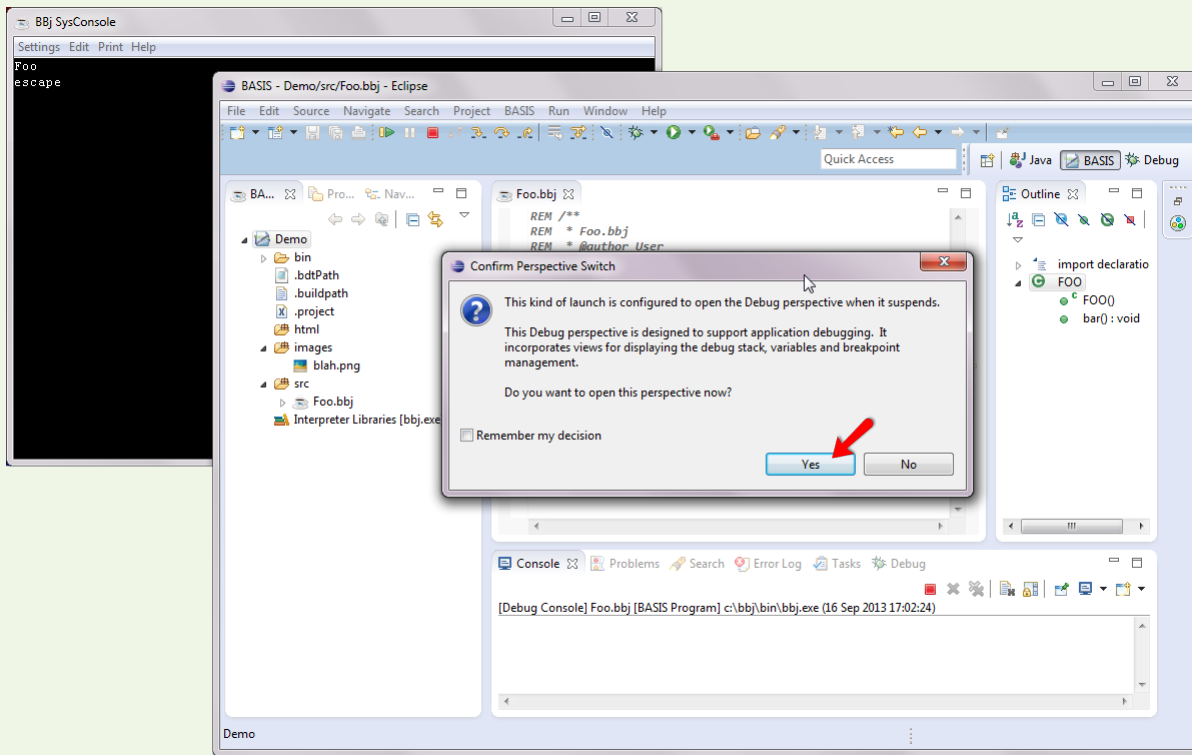 BBj SysConsole
Settings Edit Print Help
Foo
escape
BASIS - Demo/src/Foo.bbj - Eclipse
File Edit Source Navigate Search Project BASIS Run Window Help
Quick Access
Java BASIS Debug
BA... Pro... Nav...
Demo
bin
.bdtPath
.buildpath
.project
html
images
blah.png
src
Foo.bbj
Interpreter Libraries [bbj.exe
Foo.bbj
REM /**
REM * Foo.bbj
REM * @author User
Outline
import declaratio
FOO
FOO()
bar() : void
Confirm Perspective Switch
This kind of launch is configured to open the Debug perspective when it suspends.
This Debug perspective is designed to support application debugging. It
incorporates views for displaying the debug stack, variables and breakpoint
management.
Do you want to open this perspective now?
Remember my decision
Yes No
Console Problems Search Error Log Tasks Debug
[Debug Console] Foo.bbj [BASIS Program] c:\bbj\bin\bbj.exe (16 Sep 2013 17:02:24)
Demo